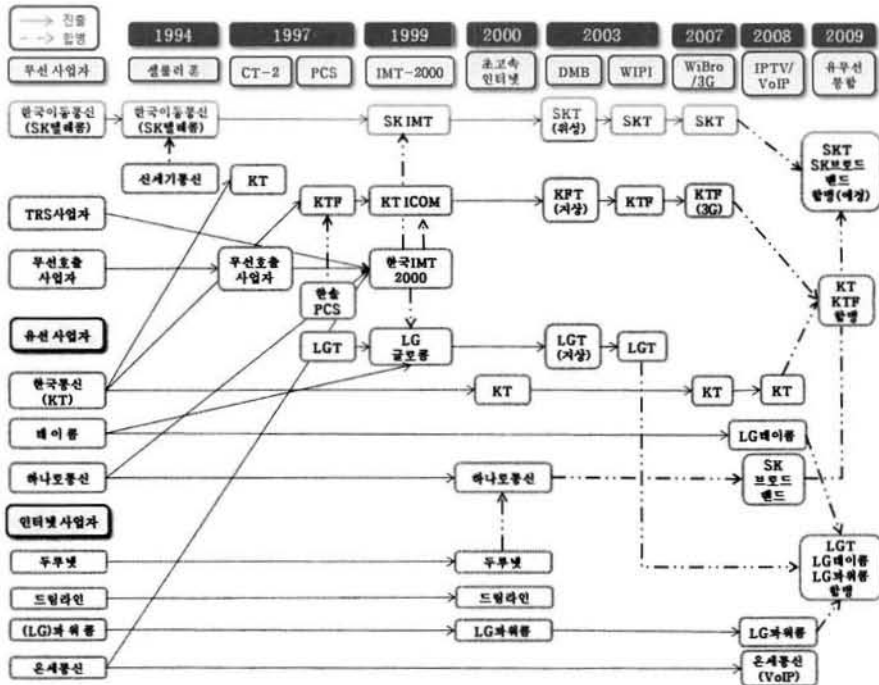 진출
합병
1994
1997
1999
2000
2003
2007
2008
2009
무선 사업자
셀룰러 폰
CT-2
PCS
IMT-2000
초고속
인터넷
DMB
WIPI
WiBro
/3G
IPTV/
VoIP
유무선
통합
한국이동통신
(SK텔레콤)
한국이동통신
(SK텔레콤)
SK IMT
SKT
(위성)
SKT
SKT
SKT
SK브로드
밴드
합병(예정)
신세기통신
KT
TRS사업자
KTF
KT ICOM
KFT
(지상)
KTF
KTF
(3G)
무선호출
사업자
무선호출
사업자
한국IMT
2000
한솔
PCS
KT
KTF
합병
유선 사업자
LGT
LG
글로콤
LGT
(지상)
LGT
한국통신
(KT)
KT
KT
KT
데이콤
LG데이콤
하나로통신
하나로통신
SK
브로드
밴드
인터넷 사업자
두루넷
두루넷
LGT
LG데이콤
LG파워콤
합병
드림라인
드림라인
(LG)파워콤
LG파워콤
LG파워콤
온세통신
온세통신
(VoIP)